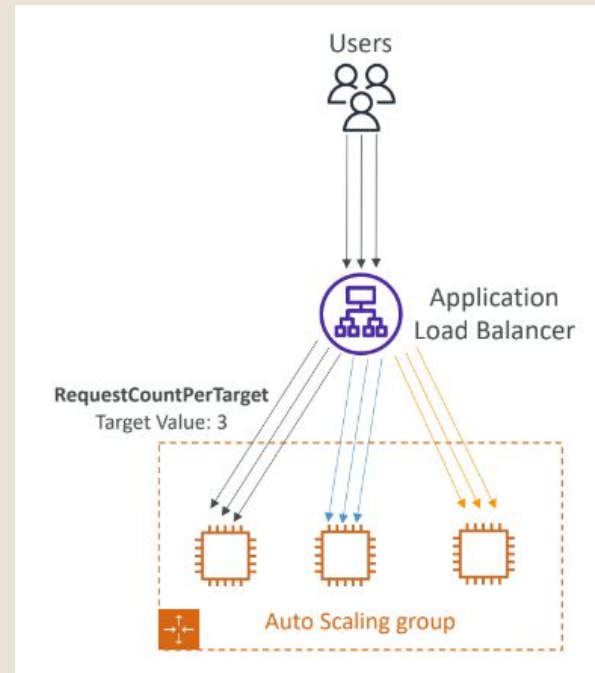 Users
Application
Load Balancer
RequestCountPerTarget
Target Value: 3
Auto Scaling group